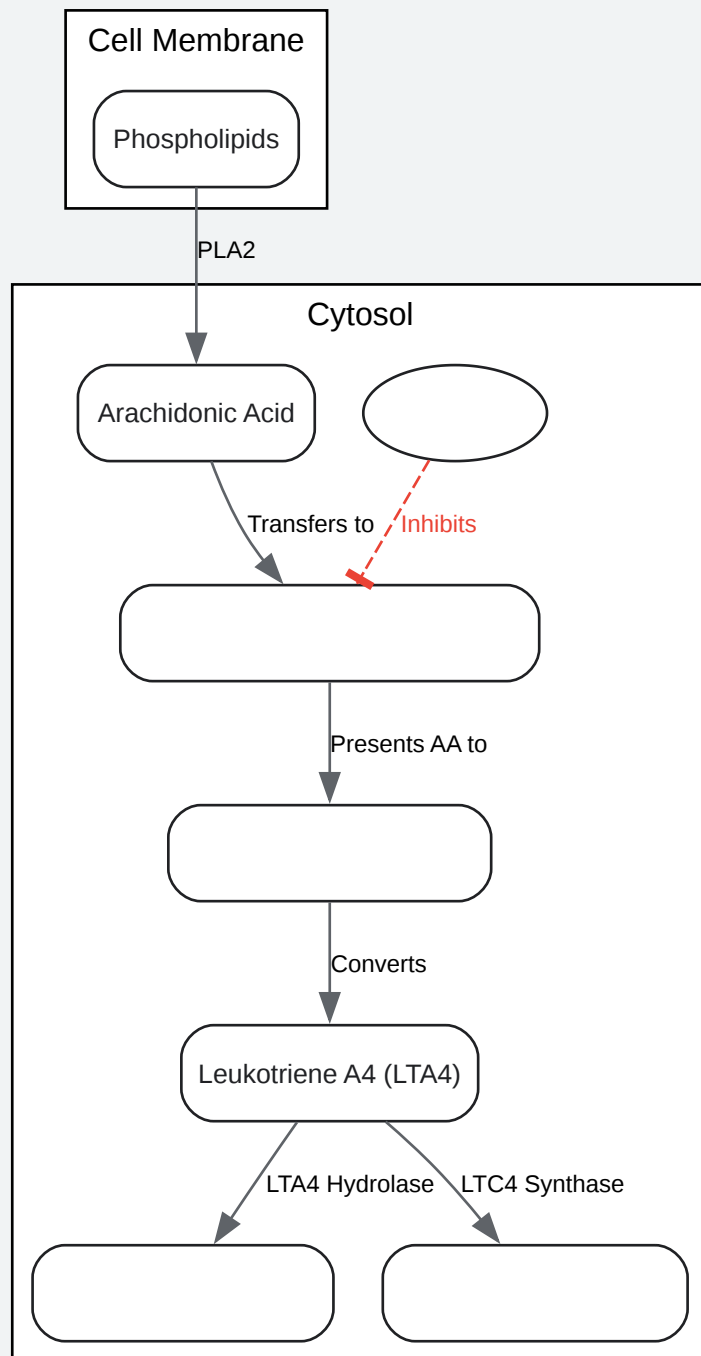 Cell Membrane
Phospholipids
PLA2
Cytosol
Arachidonic Acid
Transfers to
Inhibits
Presents AA to
Converts
Leukotriene A4 (LTA4)
LTA4 Hydrolase
LTC4 Synthase